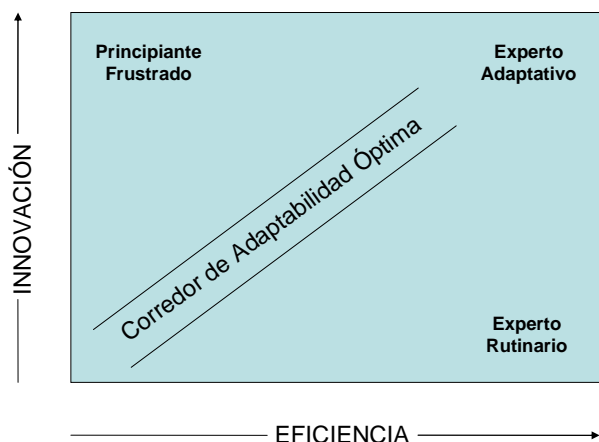 Principiante
Frustrado
Experto
Adaptativo
INNOVACIÓN
Corredor de Adaptabilidad Óptima
Experto
Rutinario
EFICIENCIA